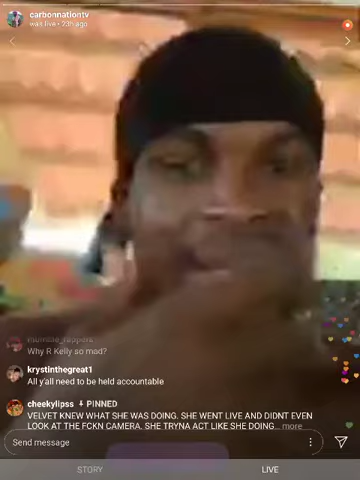 carbonnationtv
was live • 23h ago
Why R Kelly so mad?
krystinthegreat1
All y'all need to be held accountable
cheekylipss PINNED
VELVET KNEW WHAT SHE WAS DOING. SHE WENT LIVE AND DIDNT EVEN
LOOK AT THE FCKN CAMERA. SHE TRYNA ACT LIKE SHE DOING... more
Send message
STORY LIVE